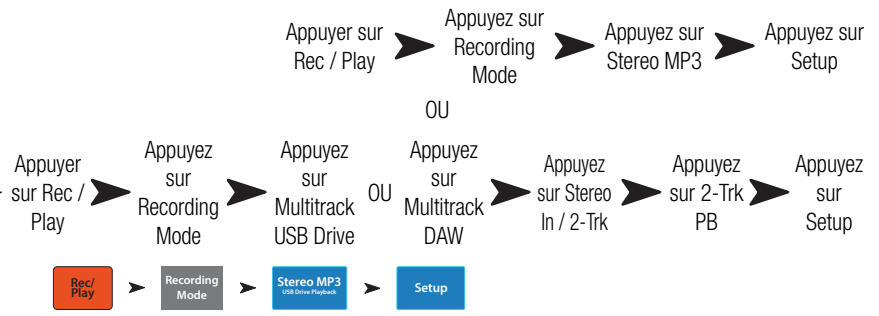 Appuyer sur
Rec / Play
Appuyez sur
Recording
Mode
Appuyez sur
Stereo MP3
Appuyez sur
Setup
OU
Appuyer
sur Rec /
Play
Appuyez
sur
Recording
Mode
Appuyez
sur
Multitrack
USB Drive
OU
Appuyez
sur
Multitrack
DAW
Appuyez
sur Stereo
In / 2-Trk
Appuyez
sur 2-Trk
PB
Appuyez
sur
Setup
Rec/
Play
Recording
Mode
Stereo MP3
USB Drive Playback
Setup